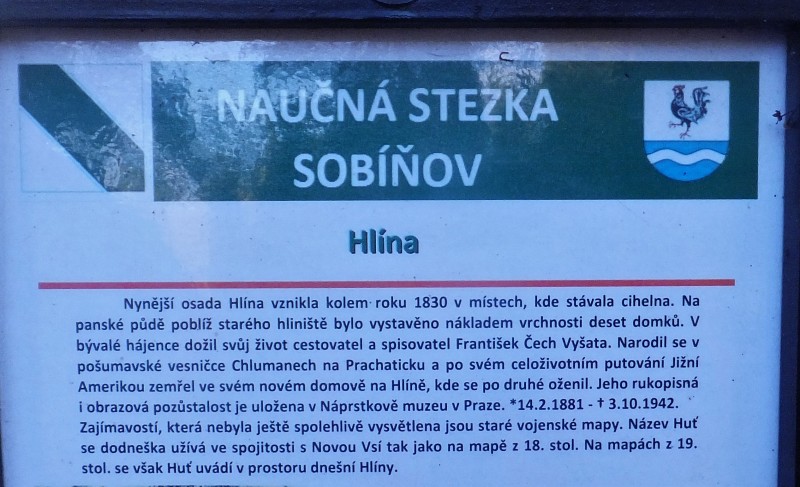 NAUČNÁ STEZKA
SOBÍŇOV
Hlína
Nynější osada Hlína vznikla kolem roku 1830 v místech, kde stávala cihelna. Na
panské půdě poblíž starého hliniště bylo vystavěno nákladem vrchnosti deset domků. V
bývalé hájence dožil svůj život cestovatel a spisovatel František Čech Vyšata. Narodil se v
pošumavské vesničce Chlumanech na Prachaticku a po svém celoživotním putování Jižní
Amerikou zemřel ve svém novém domově na Hlíně, kde se po druhé oženil. Jeho rukopisná
i obrazová pozůstalost je uložena v Náprstkově muzeu v Praze. *14.2.1881 - † 3.10.1942.
Zajímavostí, která nebyla ještě spolehlivě vysvětlena jsou staré vojenské mapy. Název Huť
se dodneška užívá ve spojitosti s Novou Vsí tak jako na mapě z 18. stol. Na mapách z 19.
stol. se však Huť uvádí v prostoru dnešní Hlíny.